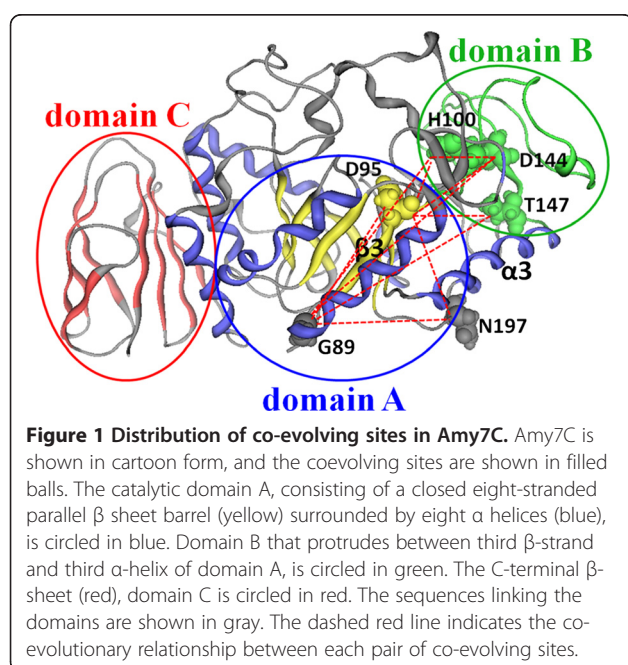 domain B
domain C
H100
D144
D95
T147
β3
α3
N197
G89
domain A
Figure 1 Distribution of co-evolving sites in Amy7C. Amy7C is
shown in cartoon form, and the coevolving sites are shown in filled
balls. The catalytic domain A, consisting of a closed eight-stranded
parallel β sheet barrel (yellow) surrounded by eight α helices (blue),
is circled in blue. Domain B that protrudes between third β-strand
and third α-helix of domain A, is circled in green. The C-terminal β-
sheet (red), domain C is circled in red. The sequences linking the
domains are shown in gray. The dashed red line indicates the co-
evolutionary relationship between each pair of co-evolving sites.